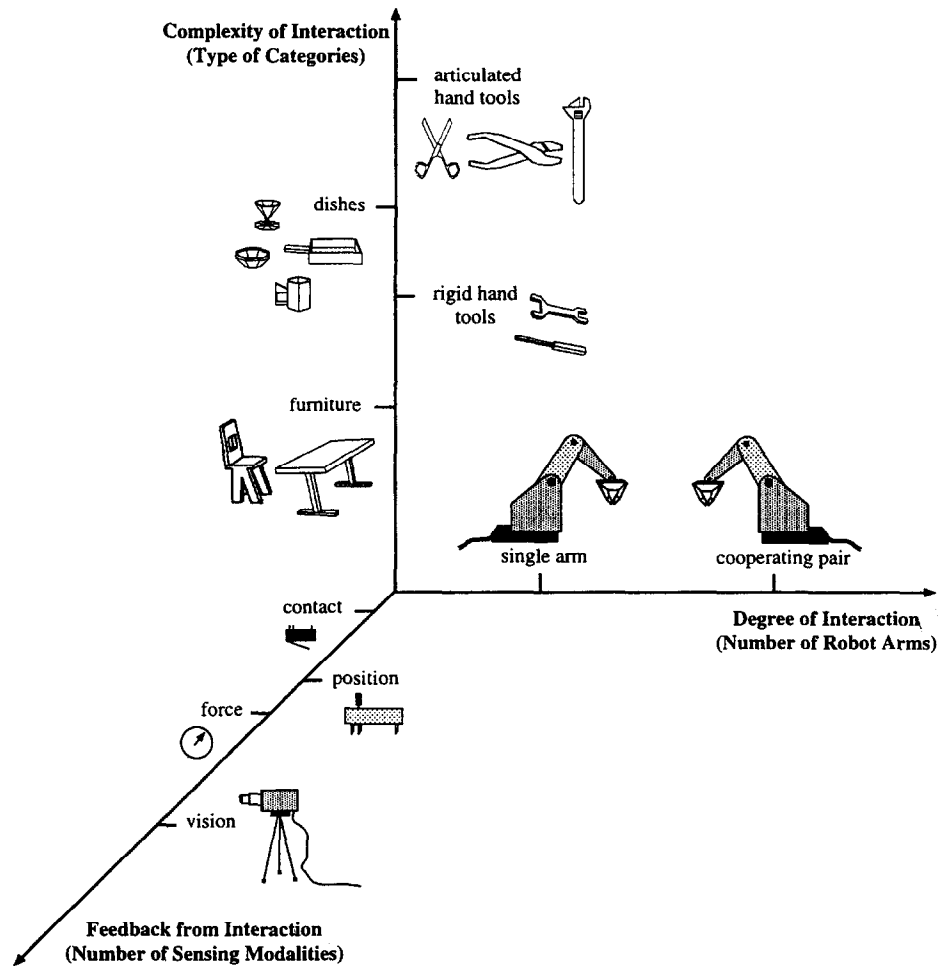 Complexity of Interaction
(Type of Categories)
articulated
hand tools
dishes
rigid hand
tools
furniture
single arm
cooperating pair
contact
Degree of Interaction
(Number of Robot Arms)
position
force
vision
Feedback from Interaction
(Number of Sensing Modalities)